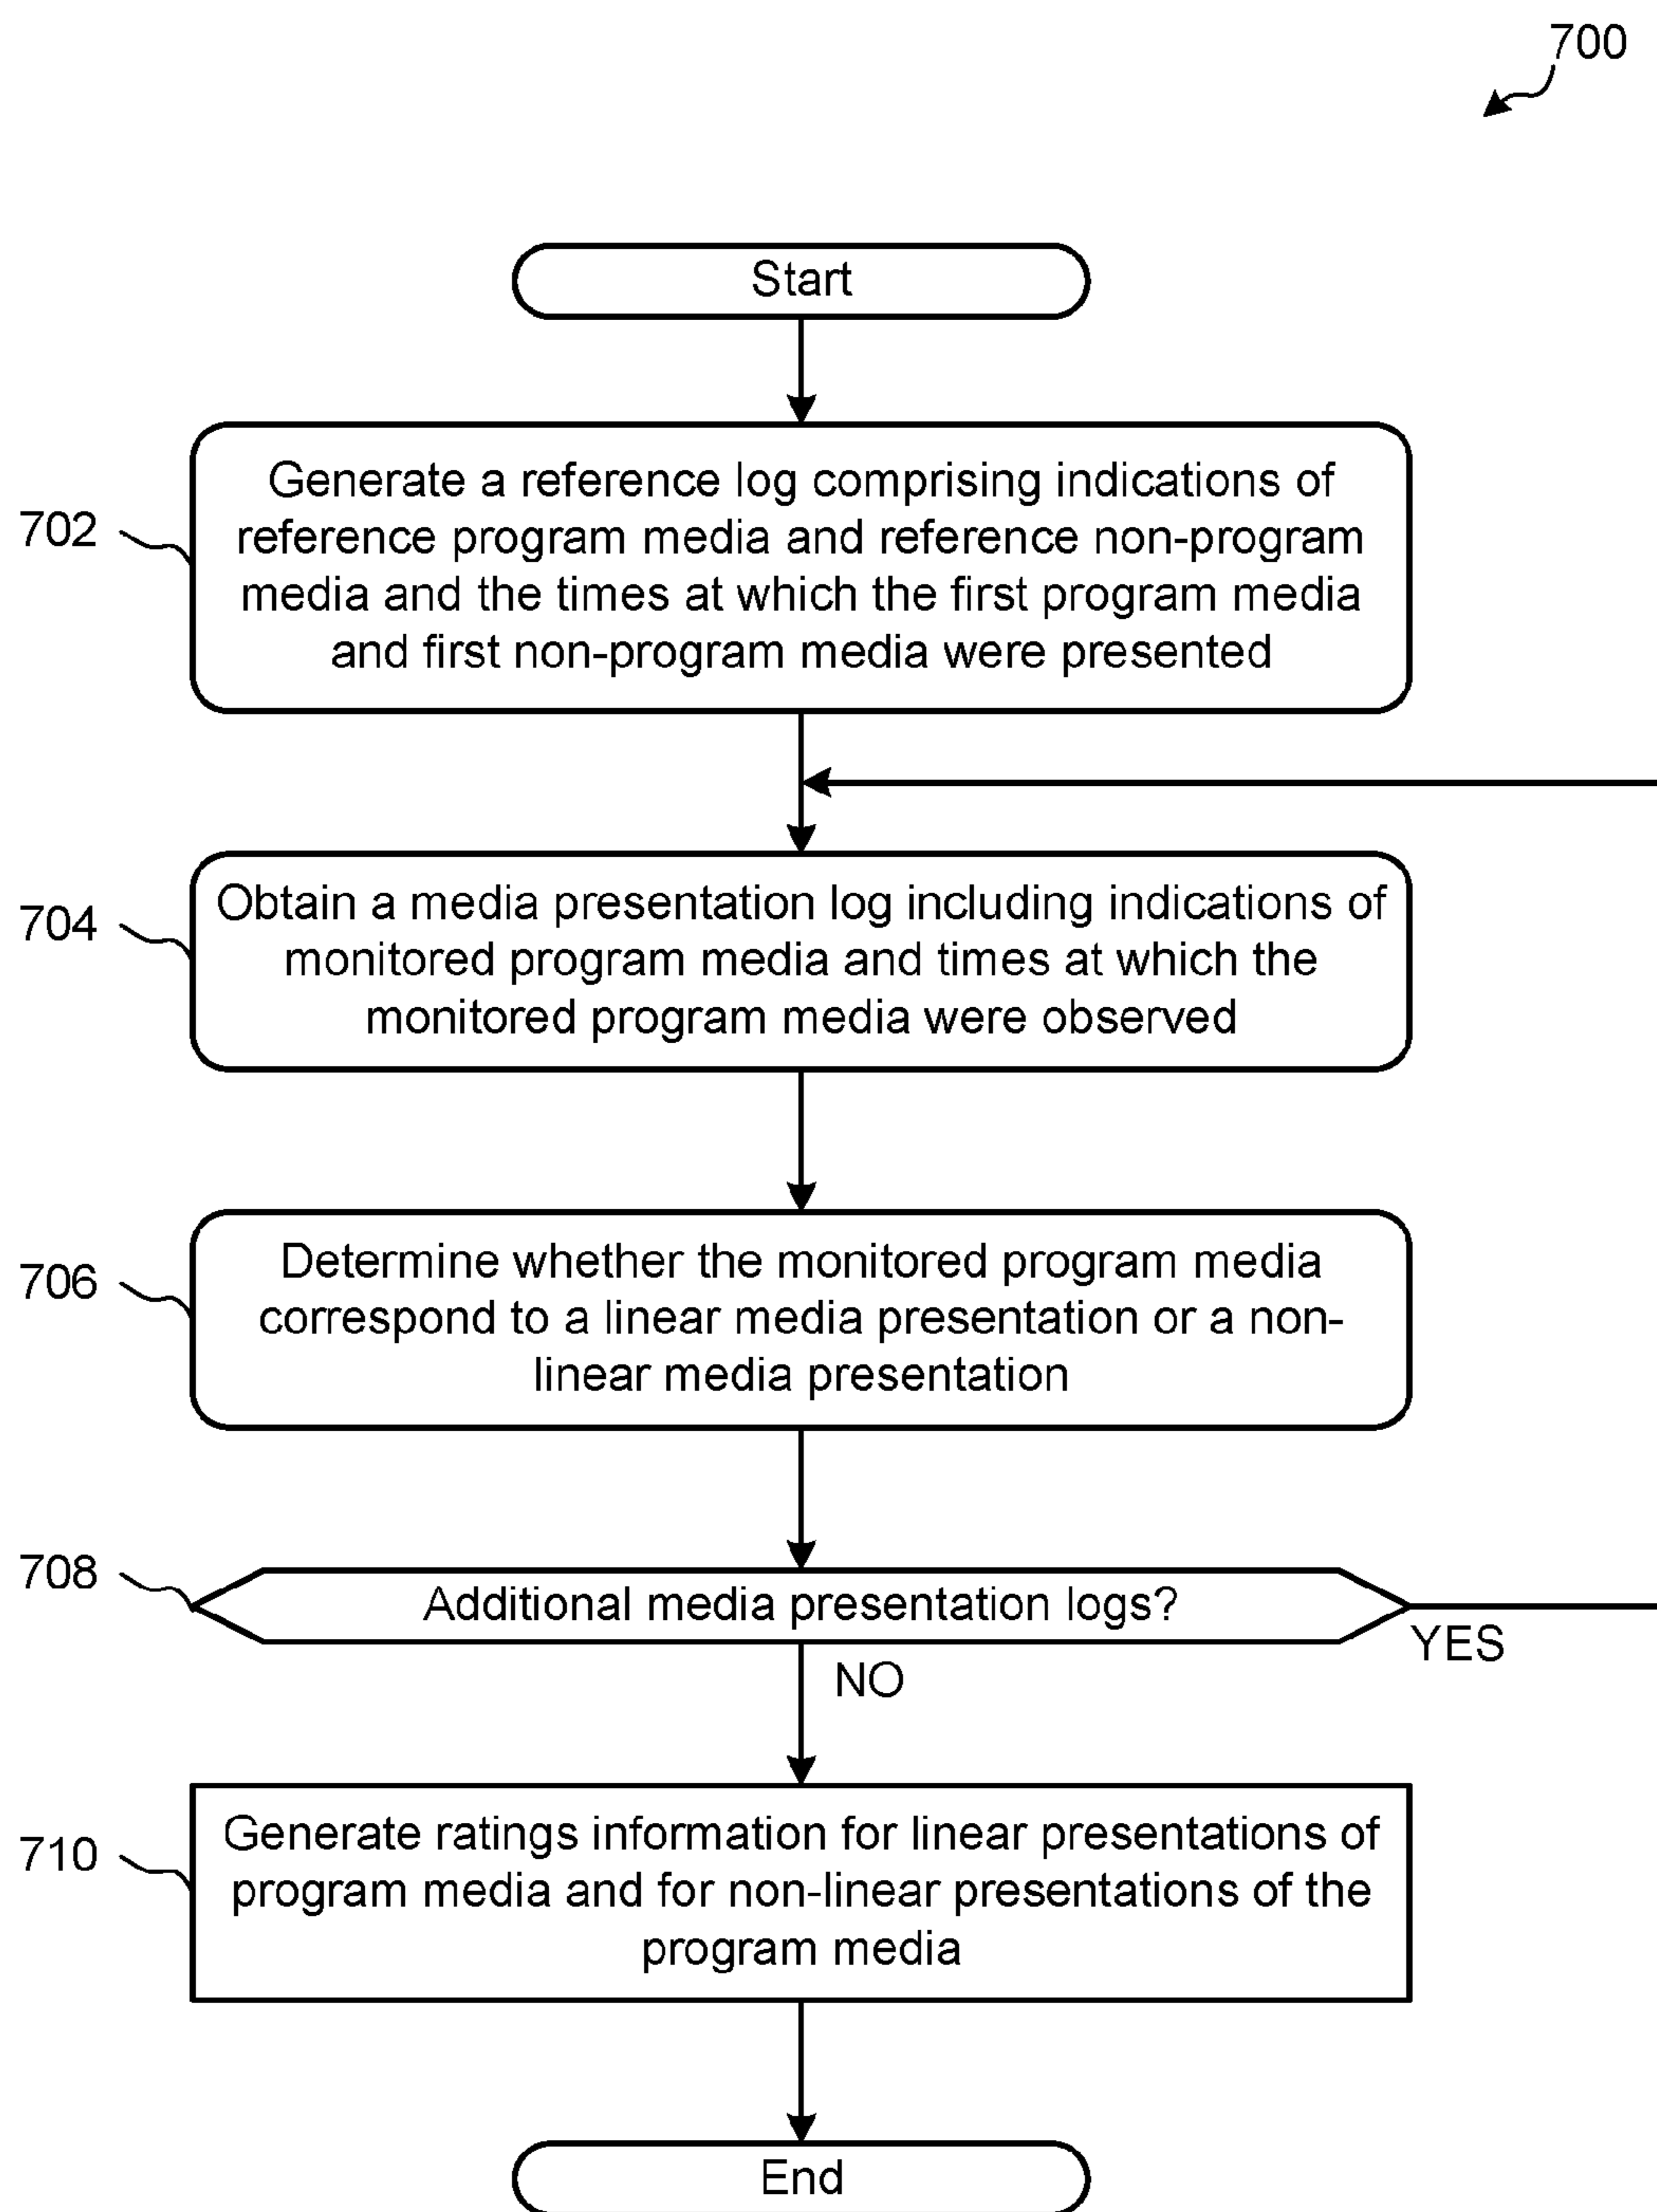 700
Start
702
Generate a reference log comprising indications of
reference program media and reference non-program
media and the times at which the first program media
and first non-program media were presented
704
Obtain a media presentation log including indications of
monitored program media and times at which the
monitored program media were observed
706
Determine whether the monitored program media
correspond to a linear media presentation or a non-
linear media presentation
708
Additional media presentation logs?
YES
NO
710
Generate ratings information for linear presentations of
program media and for non-linear presentations of the
program media
End